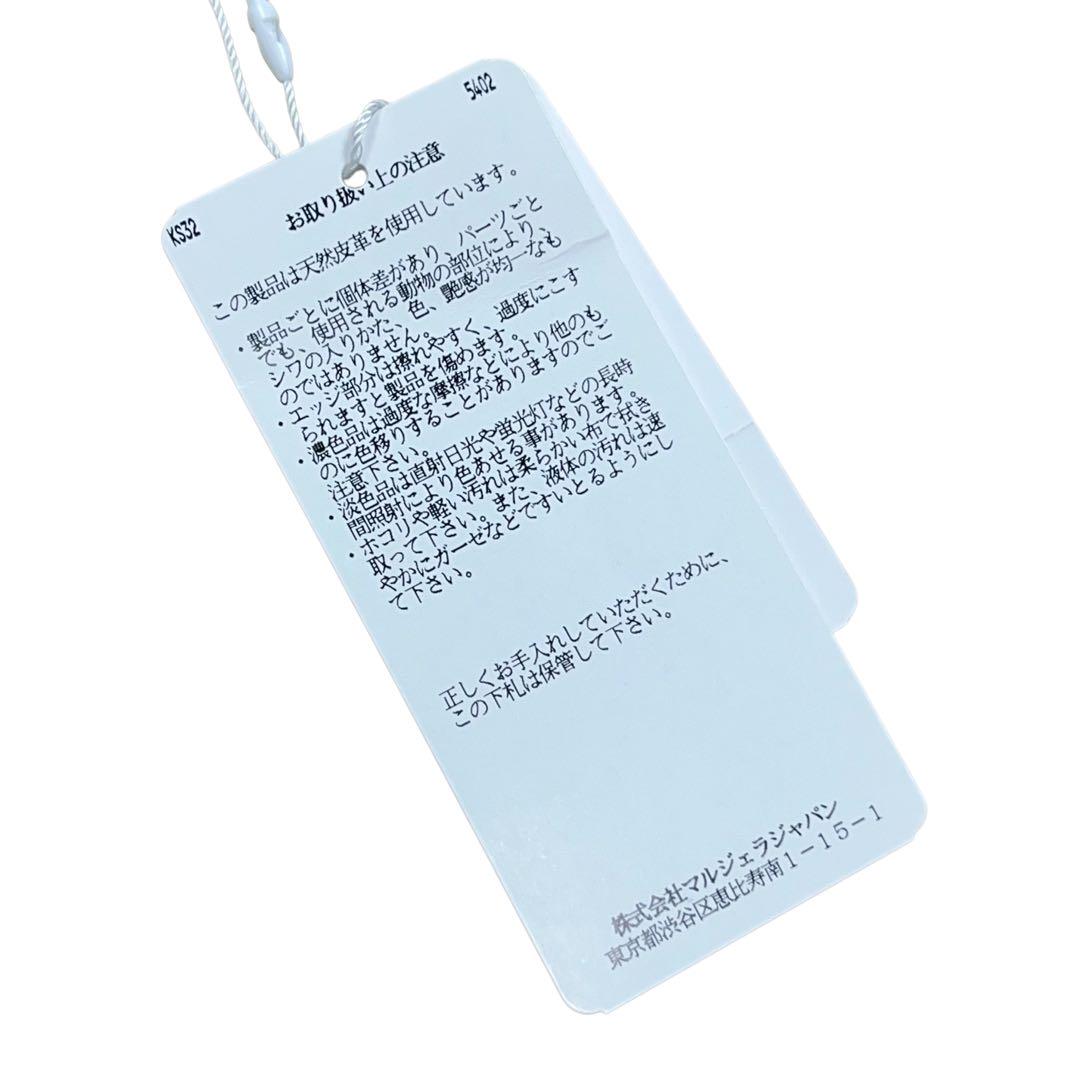 5402
KS32
お取り扱い上の注意
この製品は天然皮革を使用しています。
・製品ごとに個体差があり、パーツごと
でも、使用される動物の部位により、
シワの入りかた、色、艶感が均一なも
のではありません。
・エッジ部分は擦れやすく、過度にこす
られますと製品を傷めます。
・濃色品は過度な摩擦などにより他のも
のに色移りすることがありますのでご
注意下さい。
・淡色品は直射日光や蛍光灯などの長時
間照射により色あせる事があります。
・ホコリや軽い汚れは柔らかい布で拭き
取って下さい。また、液体の汚れは速
やかにガーゼなどですいとるようにし
て下さい。
正しくお手入れしていただくために、
この下札は保管して下さい。
株式会社マルジェラジャパン
東京都渋谷区恵比寿南1-15-1